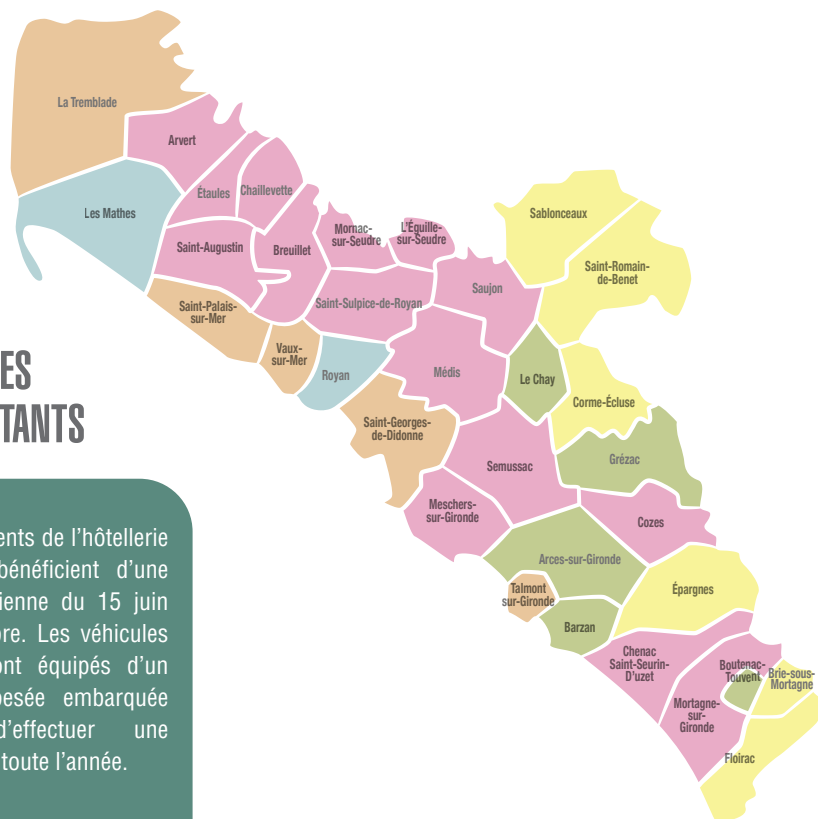 La Tremblade
Arvert
Étaules
Chaillevette
Les Mathes
Saint-Augustin
Breuillet
Mornac-
sur-Seudre
L'Éguille-
sur-Seudre
Sablonceaux
Saint-Romain-
de-Benet
Saujon
Saint-Sulpice-de-Royan
Saint-Palais-
sur-Mer
Vaux-
sur-Mer
Royan
Médis
Le Chay
Corme-Écluse
Saint-Georges-
de-Didonne
Grézac
Semussac
Meschers-
sur-Gironde
Cozes
Arces-sur-Gironde
Talmont
sur-Gironde
Épargnes
Barzan
Chenac
Saint-Seurin-
D'uzet
Boutenac-
Touvent
Brie-sous-
Mortagne
Mortagne-
sur-
Gironde
Floirac
ES
TANTS
ents de l'hôtellerie
bénéficient d'une
ienne du 15 juin
bre. Les véhicules
ont équipés d'un
pesée embarquée
d'effectuer une
toute l'année.